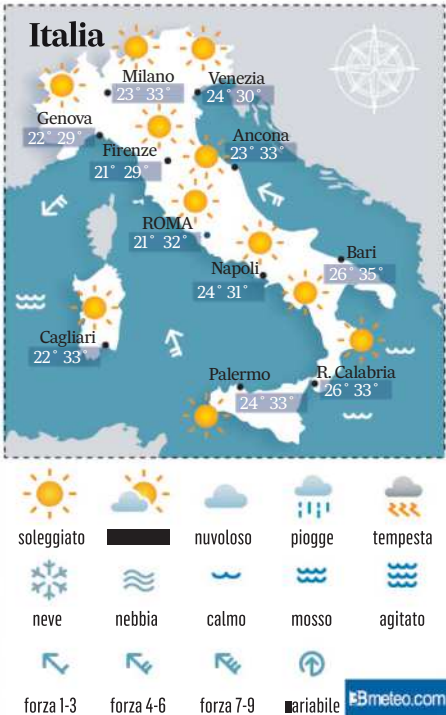 Italia
Milano
23° 33°
Venezia
24° 30°
Genova
22° 29°
Firenze
21° 29°
Ancona
23° 33°
ROMA
21° 32°
Napoli
24° 31°
Bari
26° 35°
Cagliari
22° 33°
Palermo
24° 33°
R. Calabria
26° 33°
soleggiato
nuvoloso
piogge
tempesta
neve
nebbia
calmo
mosso
agitato
forza 1-3
forza 4-6
forza 7-9
ariabile
3Bmeteo.com